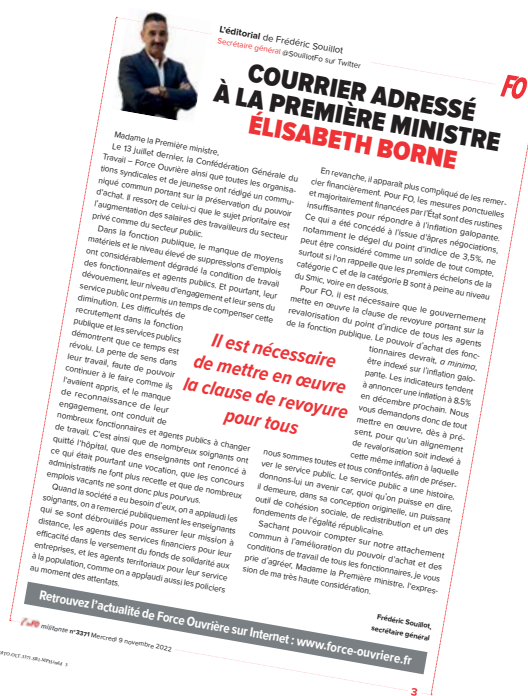 L'éditorial de Frédéric Souillot
Secrétaire général @SouillotFo sur Twitter
FO
COURRIER ADRESSÉ
À LA PREMIÈRE MINISTRE
ÉLISABETH BORNE
Madame la Première ministre,
Le 13 juillet dernier, la Confédération Générale du
Travail – Force Ouvrière ainsi que toutes les organisa-
tions syndicales et de jeunesse ont rédigé un commu-
niqué commun portant sur la préservation du pouvoir
d'achat. Il ressort de celui-ci que le sujet prioritaire est
l'augmentation des salaires des travailleurs du secteur
privé comme du secteur public.
Dans la fonction publique, le manque de moyens
matériels et le niveau élevé de suppressions d'emplois
ont considérablement dégradé la condition de travail
des fonctionnaires et agents publics. Et pourtant, leur
dévouement, leur niveau d'engagement et leur sens du
service public ont permis un temps de compenser cette
diminution. Les difficultés de
recrutement dans la fonction
publique et les services publics
démontrent que ce temps est
révolu. La perte de sens dans
leur travail, faute de pouvoir
continuer à le faire comme ils
l'avaient appris, et le manque
de reconnaissance de leur
engagement, ont conduit de
nombreux fonctionnaires et agents publics à changer
de travail. C'est ainsi que de nombreux soignants ont
quitté l'hôpital, que des enseignants ont renoncé à
ce qui était pourtant une vocation, que les concours
administratifs ne font plus recette et que de nombreux
emplois vacants ne sont donc plus pourvus.
Quand la société a eu besoin d'eux, on a applaudi les
soignants, on a remercié publiquement les enseignants
qui se sont débrouillés pour assurer leur mission à
distance, les agents des services financiers pour leur
efficacité dans le versement du fonds de solidarité aux
entreprises, et les agents territoriaux pour leur service
à la population, comme on a applaudi aussi les policiers
au moment des attentats.
Il est nécessaire
de mettre en œuvre
la clause de revoyure
pour tous
En revanche, il apparaît plus compliqué de les remer-
cier financièrement. Pour FO, les mesures ponctuelles
et majoritairement financées par l'État sont des rustines
insuffisantes pour répondre à l'inflation galopante.
Ce qui a été concédé à l'issue d'âpres négociations,
notamment le dégel du point d'indice de 3,5%, ne
peut être considéré comme un solde de tout compte,
surtout si l'on rappelle que les premiers échelons de la
catégorie C et de la catégorie B sont à peine au niveau
du Smic, voire en dessous.
Pour FO, il est nécessaire que le gouvernement
mette en œuvre la clause de revoyure portant sur la
revalorisation du point d'indice de tous les agents
de la fonction publique. Le pouvoir d'achat des fonc-
tionnaires devrait, a minima,
être indexé sur l'inflation galo-
pante. Les indicateurs tendent
à annoncer une inflation à 8.5%
en décembre prochain. Nous
vous demandons donc de tout
mettre en œuvre, dès à pré-
sent, pour qu'un alignement
de revalorisation soit indexé à
cette même inflation à laquelle
nous sommes toutes et tous confrontés, afin de préser-
ver le service public. Le service public a une histoire,
donnons-lui un avenir car, quoi qu'on puisse en dire,
il demeure, dans sa conception originelle, un puissant
outil de cohésion sociale, de redistribution et un des
fondements de l'égalité républicaine.
Sachant pouvoir compter sur notre attachement
commun à l'amélioration du pouvoir d'achat et des
conditions de travail de tous les fonctionnaires, je vous
prie d'agréer, Madame la Première ministre, l'expres-
sion de ma très haute considération.
Frédéric Souillot,
secrétaire général
Retrouvez l'actualité de Force Ouvrière sur Internet : www.force-ouvriere.fr
militante n°3371 Mercredi 9 novembre 2022
3